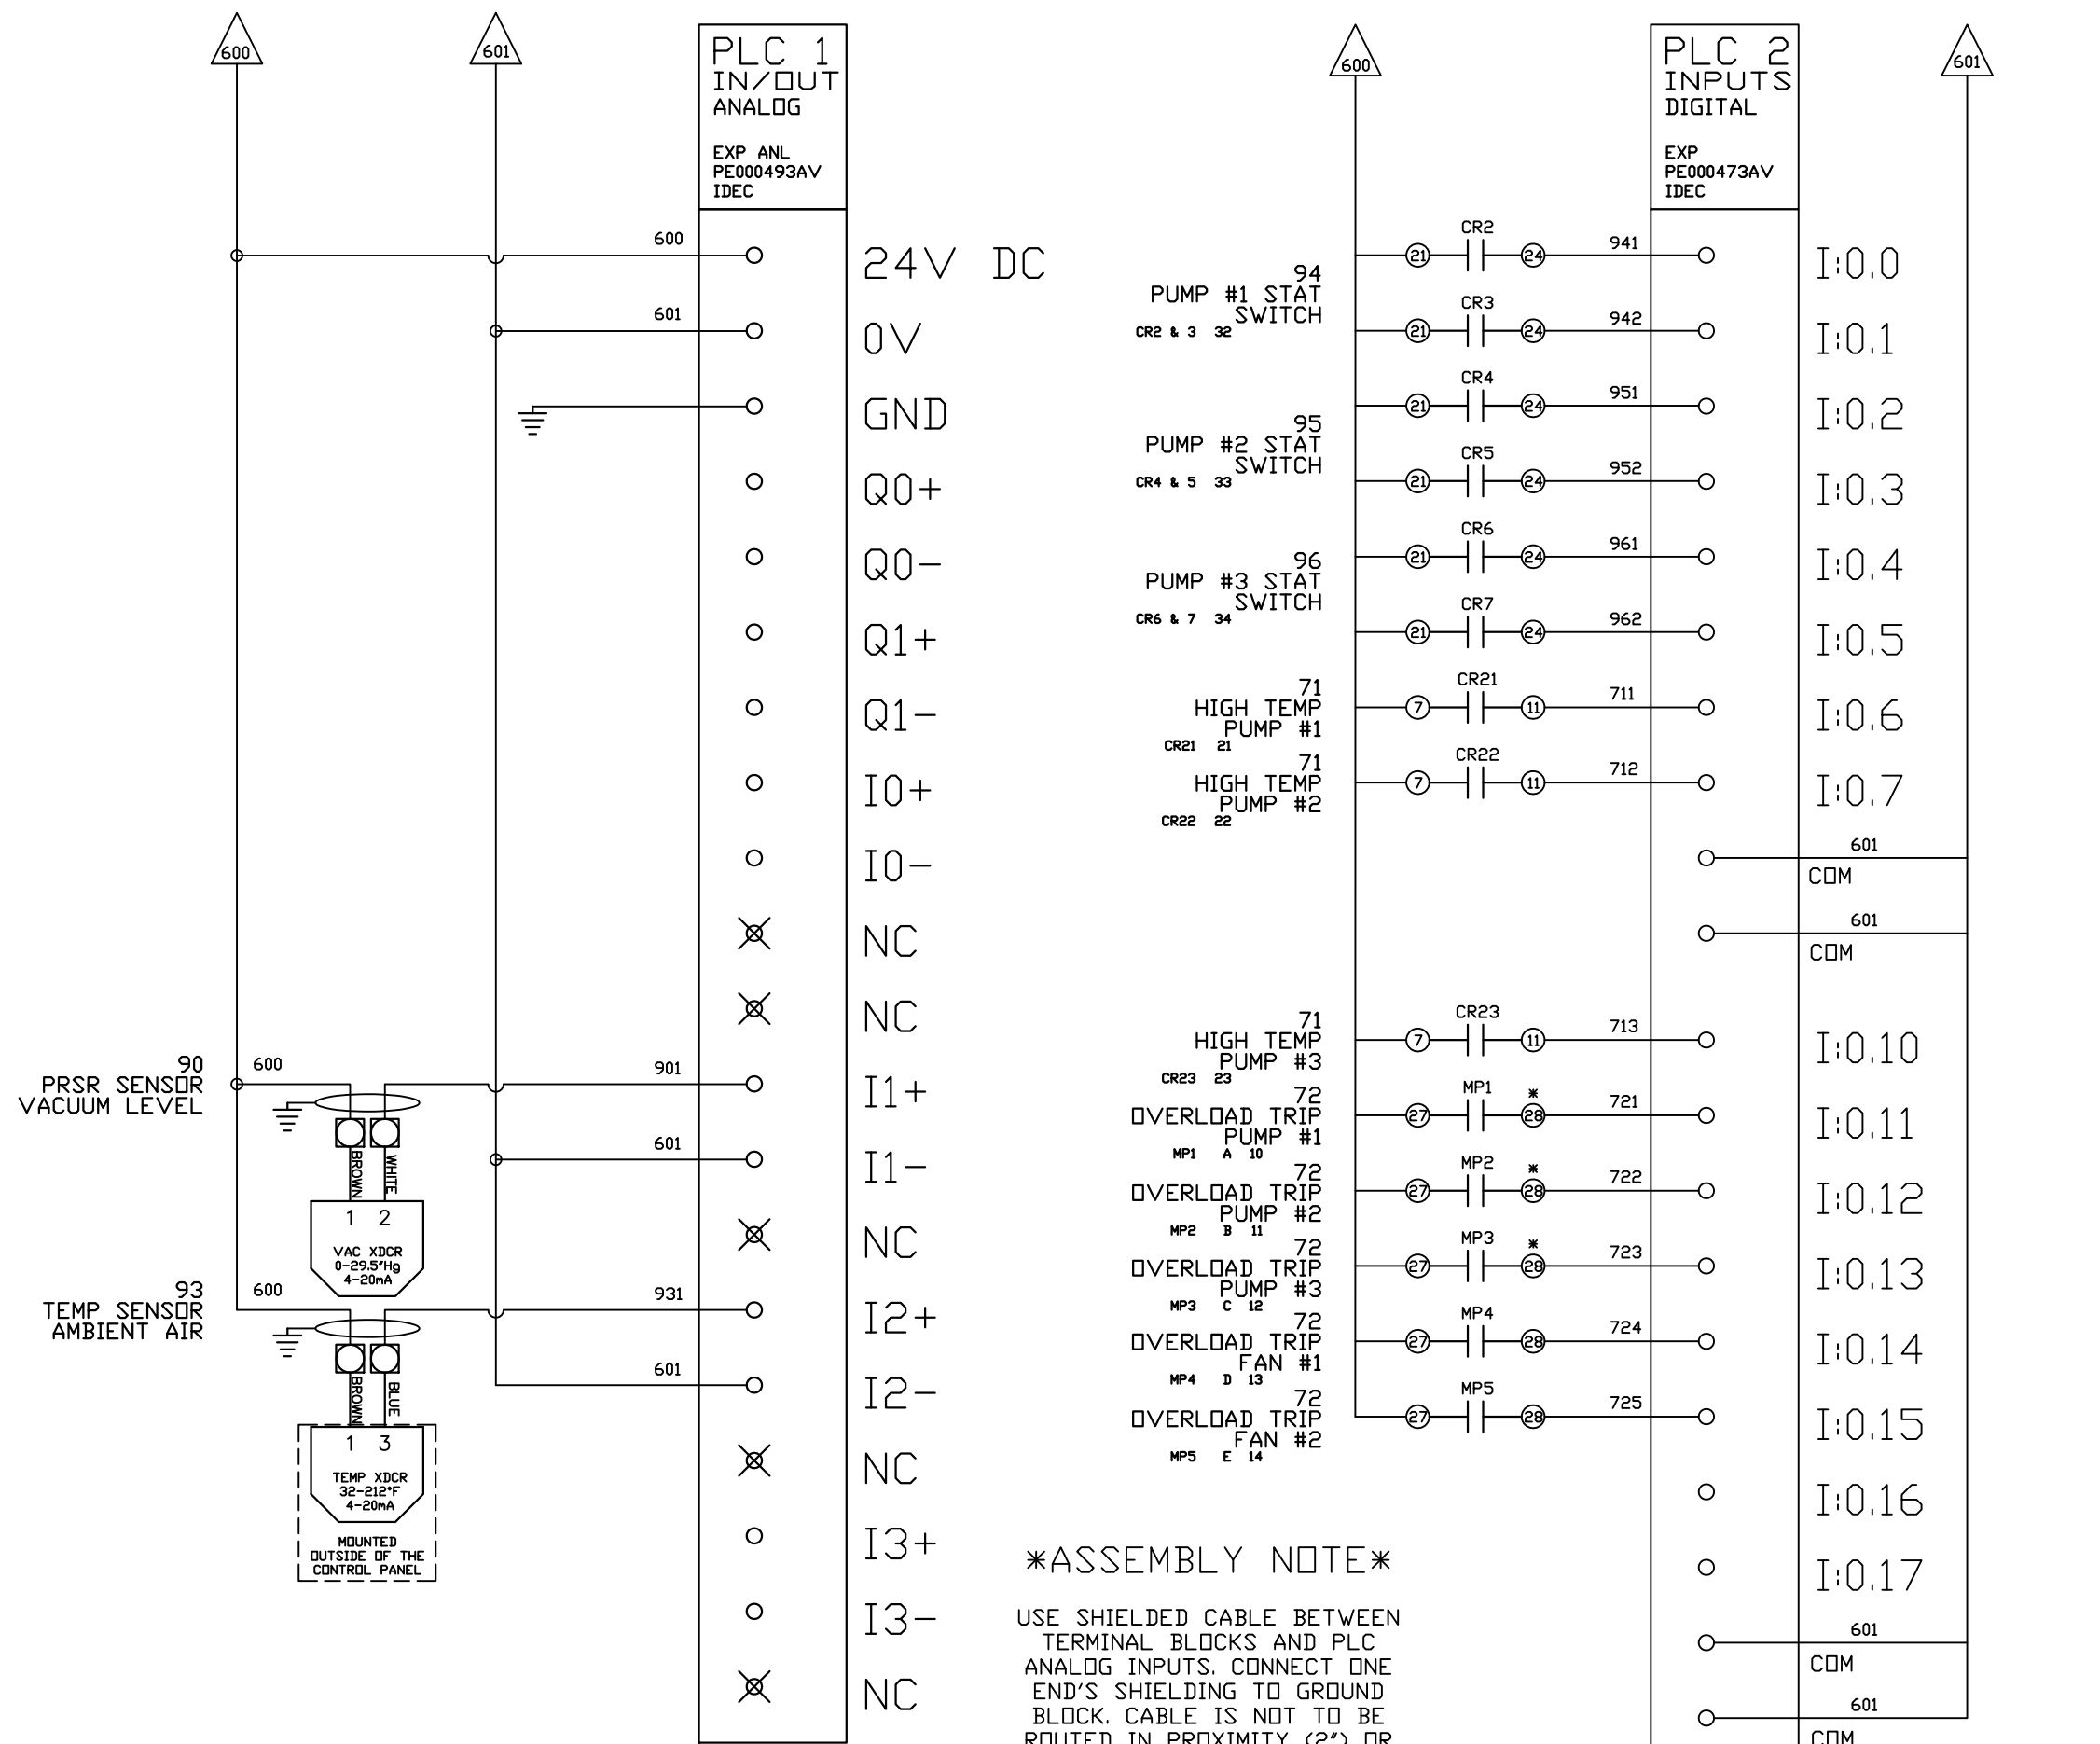 600
601
PLC 1
IN/OUT
ANALOG
EXP ANL
PE000493AV
IDEC
600
24V DC
601
0V
GND
Q0+
Q0-
Q1+
Q1-
I0+
I0-
NC
NC
90
PRSR SENSOR
VACUUM LEVEL
600
901
I1+
601
I1-
BROWN
WHITE
1 2
VAC XDCR
0-29.5"Hg
4-20mA
NC
93
TEMP SENSOR
AMBIENT AIR
600
931
I2+
601
I2-
BROWN
BLUE
1 3
TEMP XDCR
32-212°F
4-20mA
MOUNTED
OUTSIDE OF THE
CONTROL PANEL
NC
I3+
I3-
NC
600
PLC 2
INPUTS
DIGITAL
EXP
PE000473AV
IDEC
601
94
PUMP #1 STAT
SWITCH
CR2 & 3 32
21 CR2 24 941 I:0.0
21 CR3 24 942 I:0.1
95
PUMP #2 STAT
SWITCH
CR4 & 5 33
21 CR4 24 951 I:0.2
21 CR5 24 952 I:0.3
96
PUMP #3 STAT
SWITCH
CR6 & 7 34
21 CR6 24 961 I:0.4
21 CR7 24 962 I:0.5
71
HIGH TEMP
PUMP #1
CR21 21
7 CR21 11 711 I:0.6
71
HIGH TEMP
PUMP #2
CR22 22
7 CR22 11 712 I:0.7
601
COM
601
COM
71
HIGH TEMP
PUMP #3
CR23 23
7 CR23 11 713 I:0.10
72
OVERLOAD TRIP
PUMP #1
MP1 A 10
27 MP1 * 28 721 I:0.11
72
OVERLOAD TRIP
PUMP #2
MP2 B 11
27 MP2 * 28 722 I:0.12
72
OVERLOAD TRIP
PUMP #3
MP3 C 12
27 MP3 * 28 723 I:0.13
72
OVERLOAD TRIP
FAN #1
MP4 D 13
27 MP4 28 724 I:0.14
72
OVERLOAD TRIP
FAN #2
MP5 E 14
27 MP5 28 725 I:0.15
I:0.16
I:0.17
601
COM
601
COM
*ASSEMBLY NOTE*
USE SHIELDED CABLE BETWEEN
TERMINAL BLOCKS AND PLC
ANALOG INPUTS. CONNECT ONE
END'S SHIELDING TO GROUND
BLOCK. CABLE IS NOT TO BE
ROUTED IN PROXIMITY (2") OR